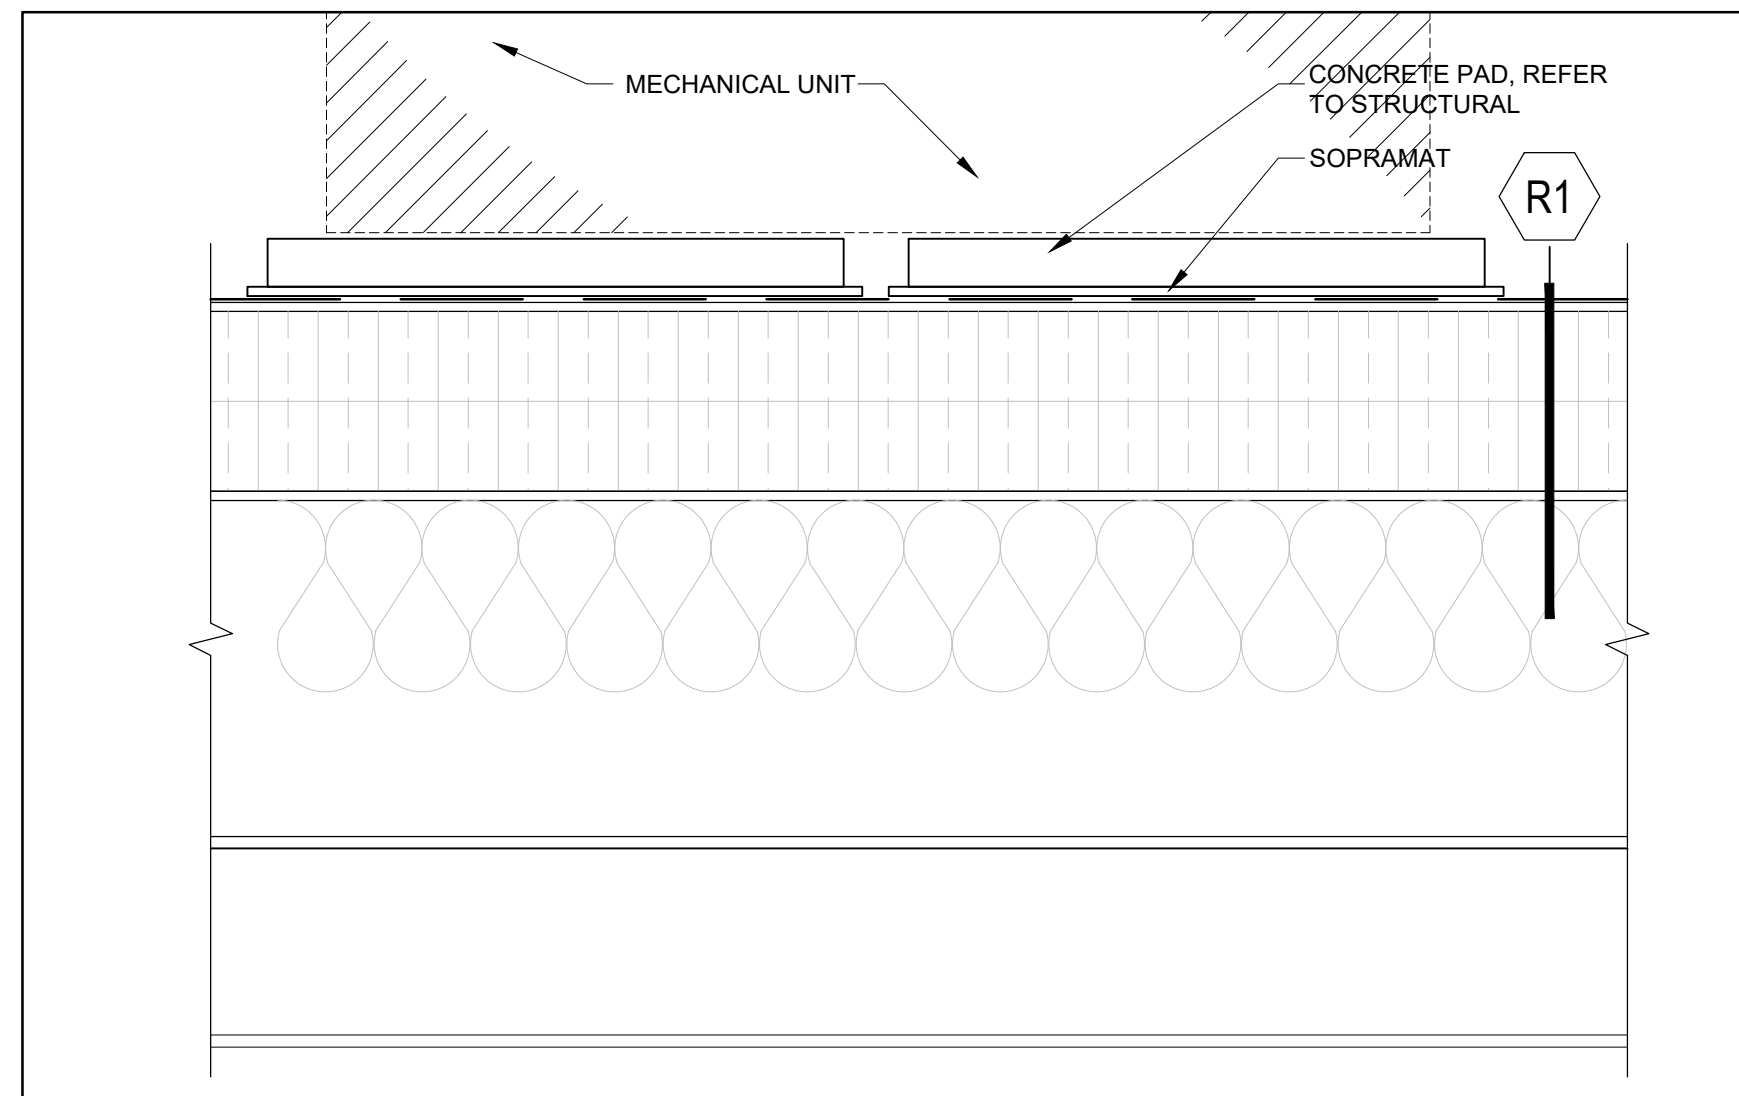 MECHANICAL UNIT
CONCRETE PAD, REFER
TO STRUCTURAL
SOPRAMAT
R1